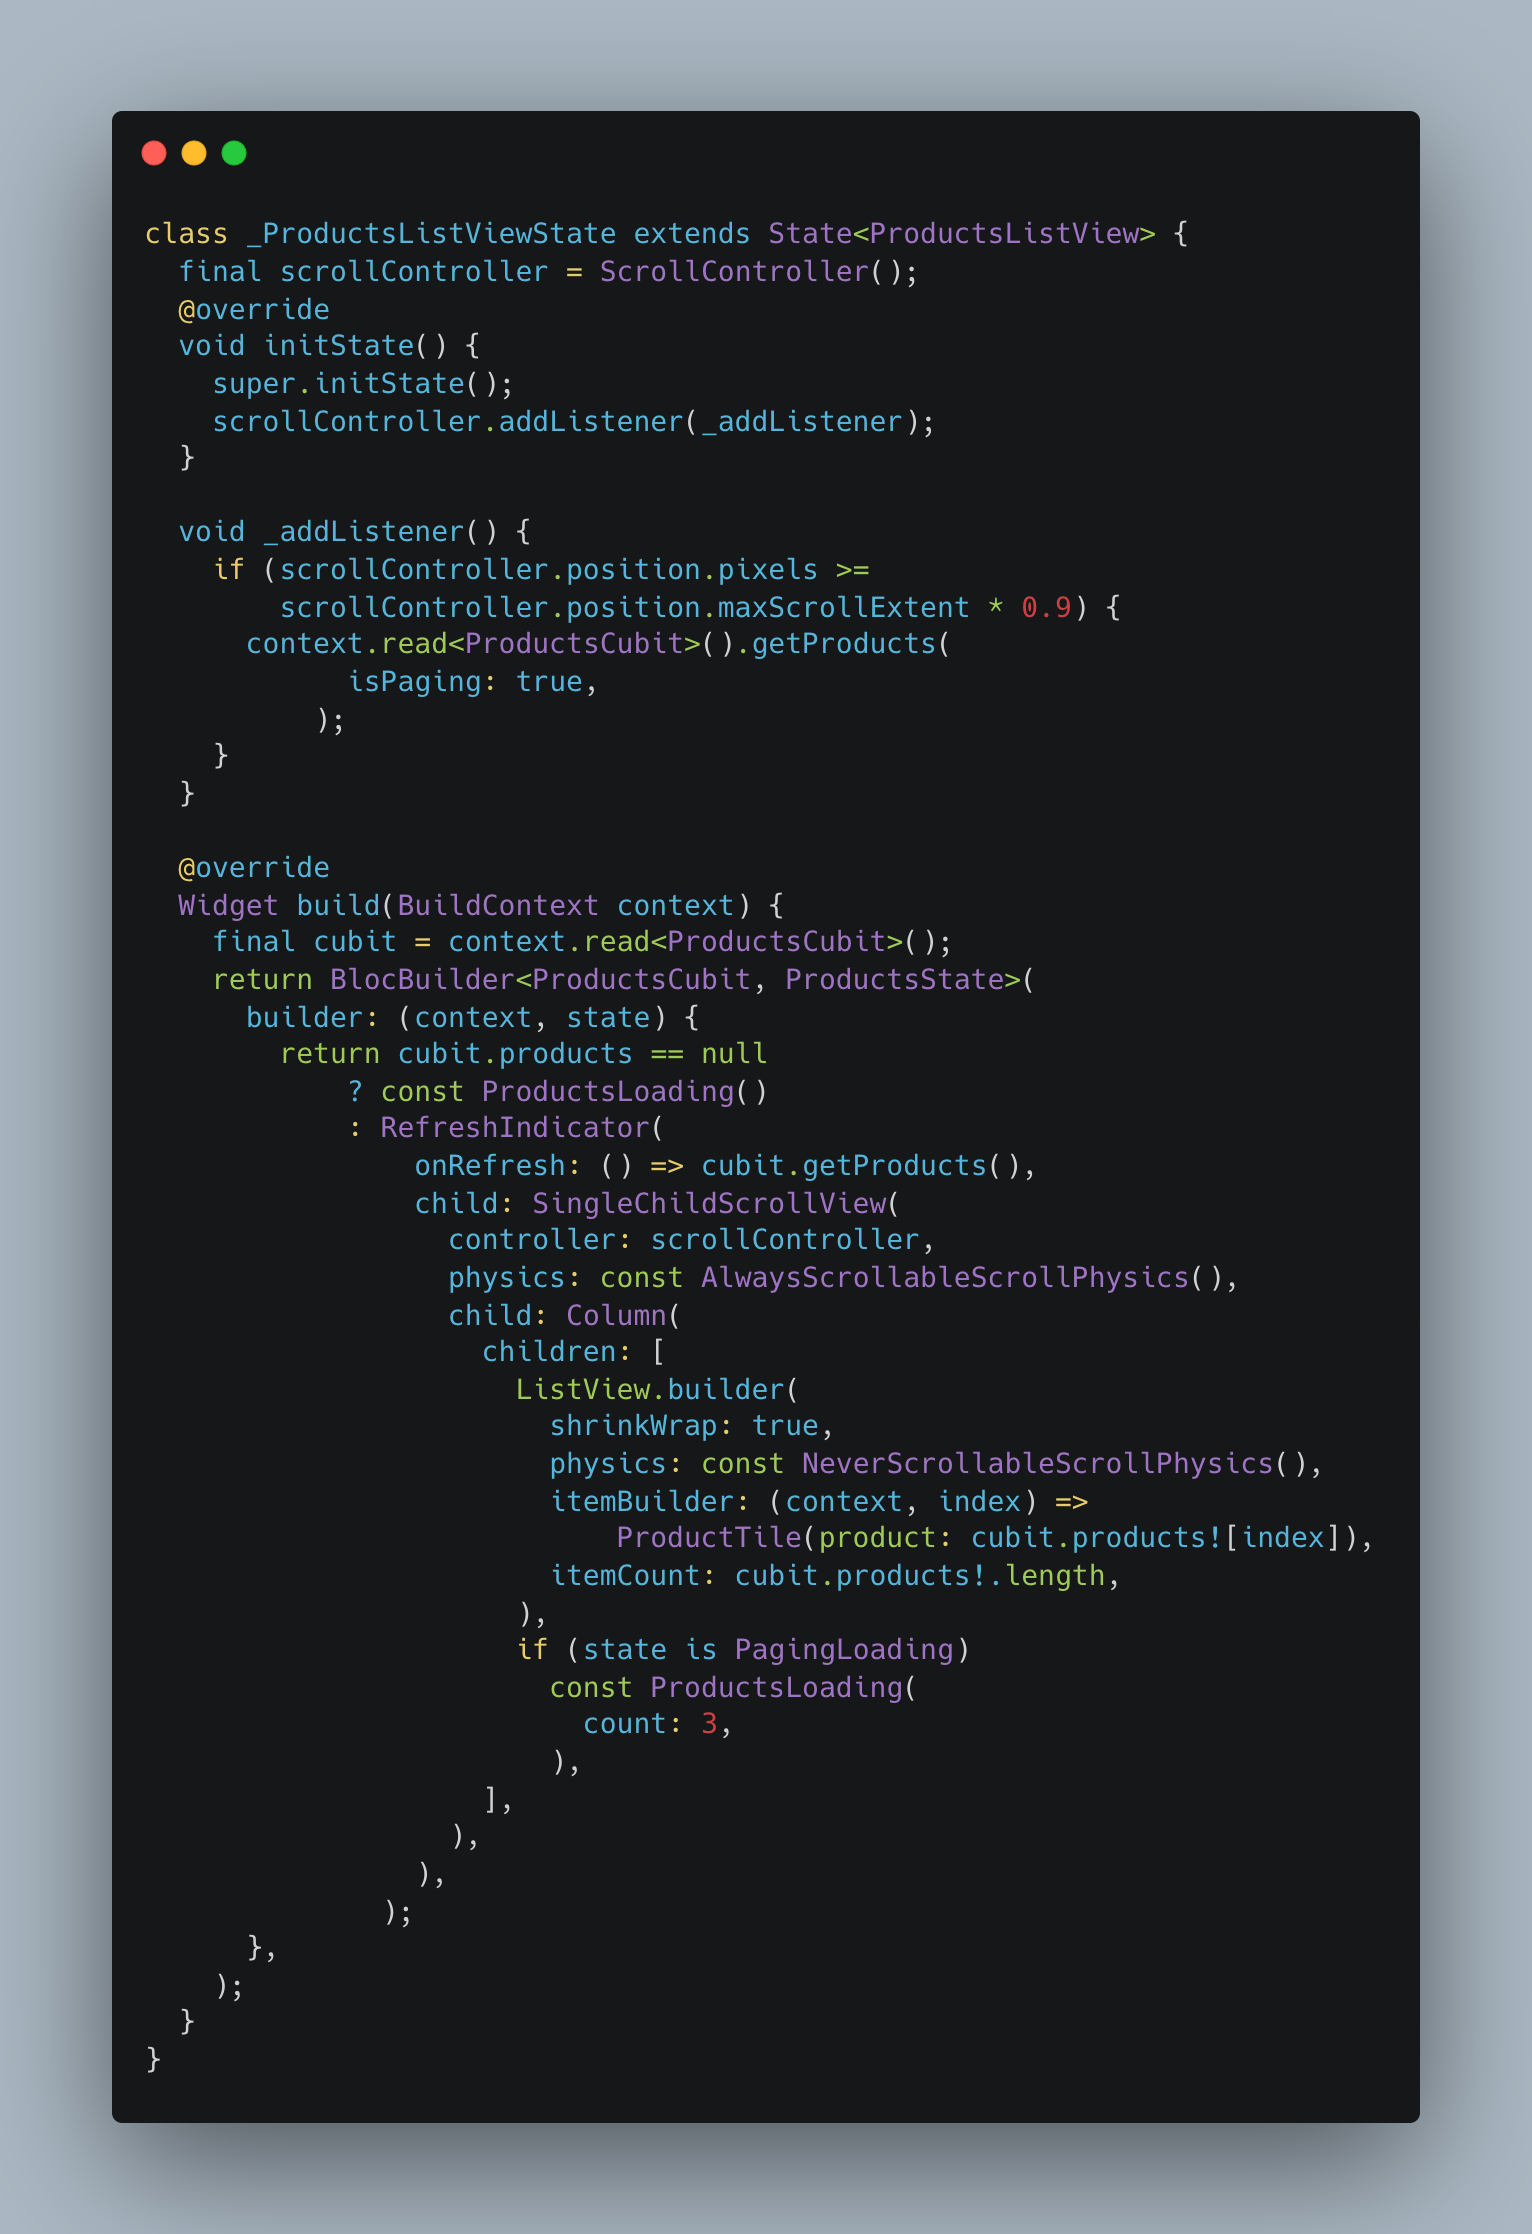 class _ProductsListViewState extends State<ProductsListView> {
  final scrollController = ScrollController();
  @override
  void initState() {
    super.initState();
    scrollController.addListener(_addListener);
  }

  void _addListener() {
    if (scrollController.position.pixels >=
        scrollController.position.maxScrollExtent * 0.9) {
      context.read<ProductsCubit>().getProducts(
            isPaging: true,
          );
    }
  }

  @override
  Widget build(BuildContext context) {
    final cubit = context.read<ProductsCubit>();
    return BlocBuilder<ProductsCubit, ProductsState>(
      builder: (context, state) {
        return cubit.products == null
            ? const ProductsLoading()
            : RefreshIndicator(
                onRefresh: () => cubit.getProducts(),
                child: SingleChildScrollView(
                  controller: scrollController,
                  physics: const AlwaysScrollableScrollPhysics(),
                  child: Column(
                    children: [
                      ListView.builder(
                        shrinkWrap: true,
                        physics: const NeverScrollableScrollPhysics(),
                        itemBuilder: (context, index) =>
                            ProductTile(product: cubit.products![index]),
                        itemCount: cubit.products!.length,
                      ),
                      if (state is PagingLoading)
                        const ProductsLoading(
                          count: 3,
                        ),
                    ],
                  ),
                ),
              );
      },
    );
  }
}